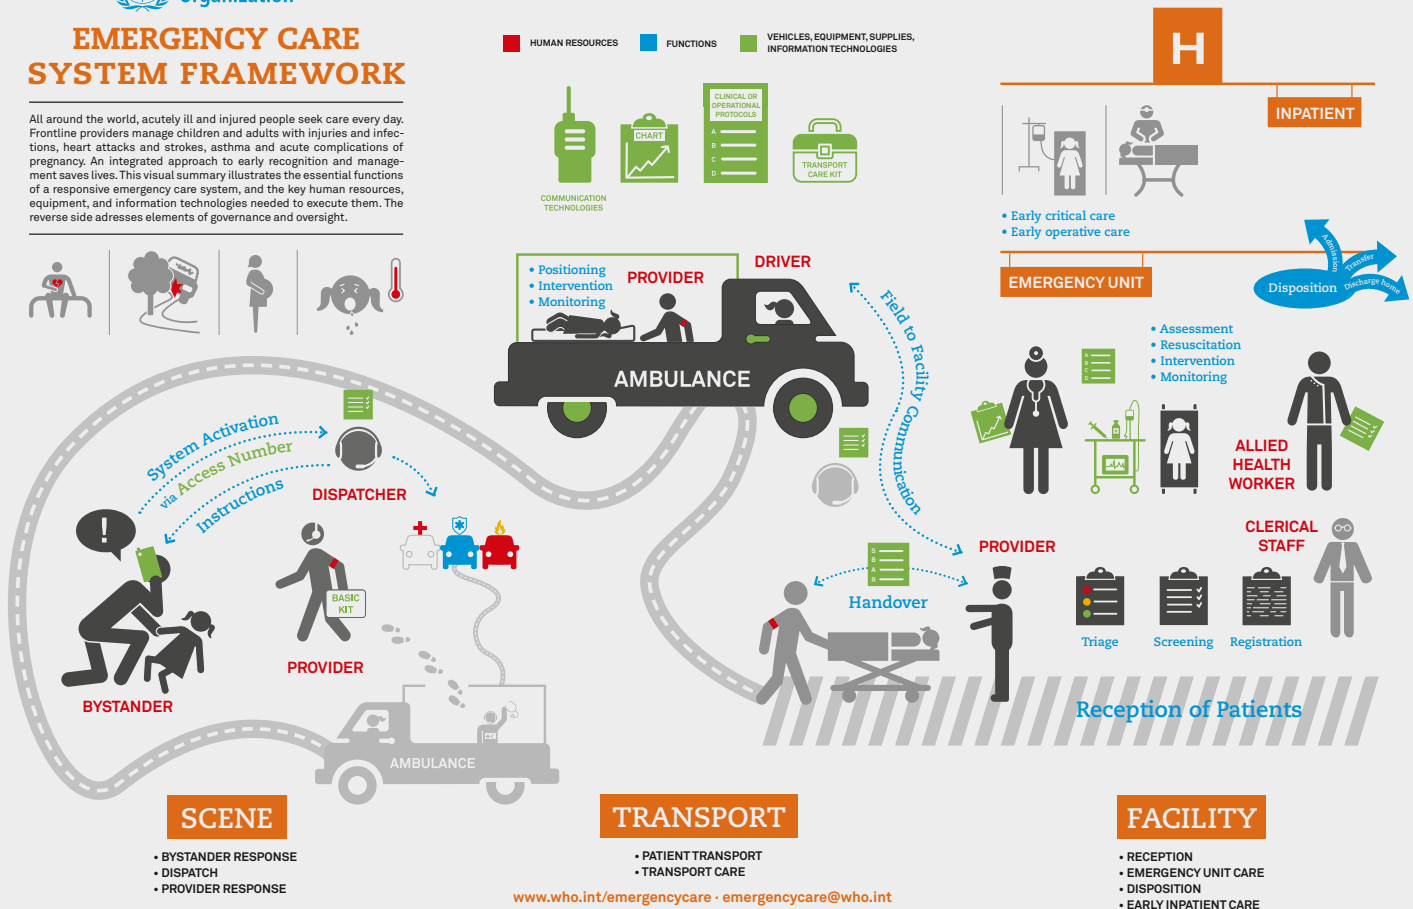 Organization
EMERGENCY CARE
SYSTEM FRAMEWORK
All around the world, acutely ill and injured people seek care every day.
Frontline providers manage children and adults with injuries and infec-
tions, heart attacks and strokes, asthma and acute complications of
pregnancy. An integrated approach to early recognition and manage-
ment saves lives. This visual summary illustrates the essential functions
of a responsive emergency care system, and the key human resources,
equipment, and information technologies needed to execute them. The
reverse side adresses elements of governance and oversight.
HUMAN RESOURCES
FUNCTIONS
VEHICLES, EQUIPMENT, SUPPLIES,
INFORMATION TECHNOLOGIES
COMMUNICATION
TECHNOLOGIES
CHART
CLINICAL OR
OPERATIONAL
PROTOCOLS
A
B
C
D
TRANSPORT
CARE KIT
H
INPATIENT
• Early critical care
• Early operative care
EMERGENCY UNIT
Disposition
Admission
Transfer
Discharge home
• Assessment
• Resuscitation
• Intervention
• Monitoring
A
B
C
D
ALLIED
HEALTH
WORKER
CLERICAL
STAFF
• Positioning
• Intervention
• Monitoring
PROVIDER
DRIVER
AMBULANCE
Field to Facility Communication
System Activation
via Access Number
Instructions
DISPATCHER
!
BYSTANDER
BASIC
KIT
PROVIDER
AMBULANCE
Handover
PROVIDER
Triage
Screening
Registration
Reception of Patients
SCENE
• BYSTANDER RESPONSE
• DISPATCH
• PROVIDER RESPONSE
TRANSPORT
• PATIENT TRANSPORT
• TRANSPORT CARE
www.who.int/emergencycare · emergencycare@who.int
FACILITY
• RECEPTION
• EMERGENCY UNIT CARE
• DISPOSITION
• EARLY INPATIENT CARE